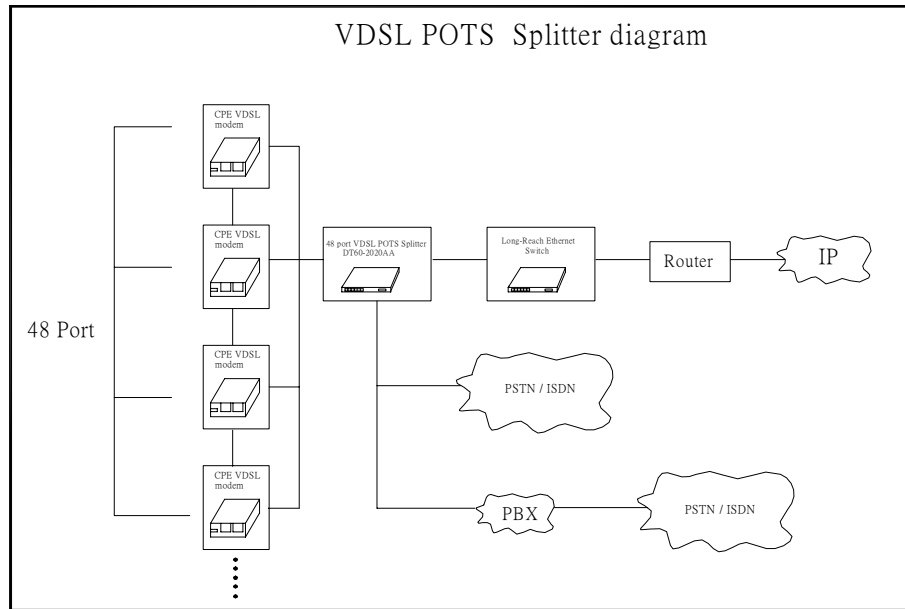 VDSL POTS Splitter diagram
48 Port
CPE VDSL
modem
CPE VDSL
modem
CPE VDSL
modem
CPE VDSL
modem
48 port VDSL POTS Splitter
DT60-2020AA
Long-Reach Ethernet
Switch
Router
IP
PSTN / ISDN
PBX
PSTN / ISDN